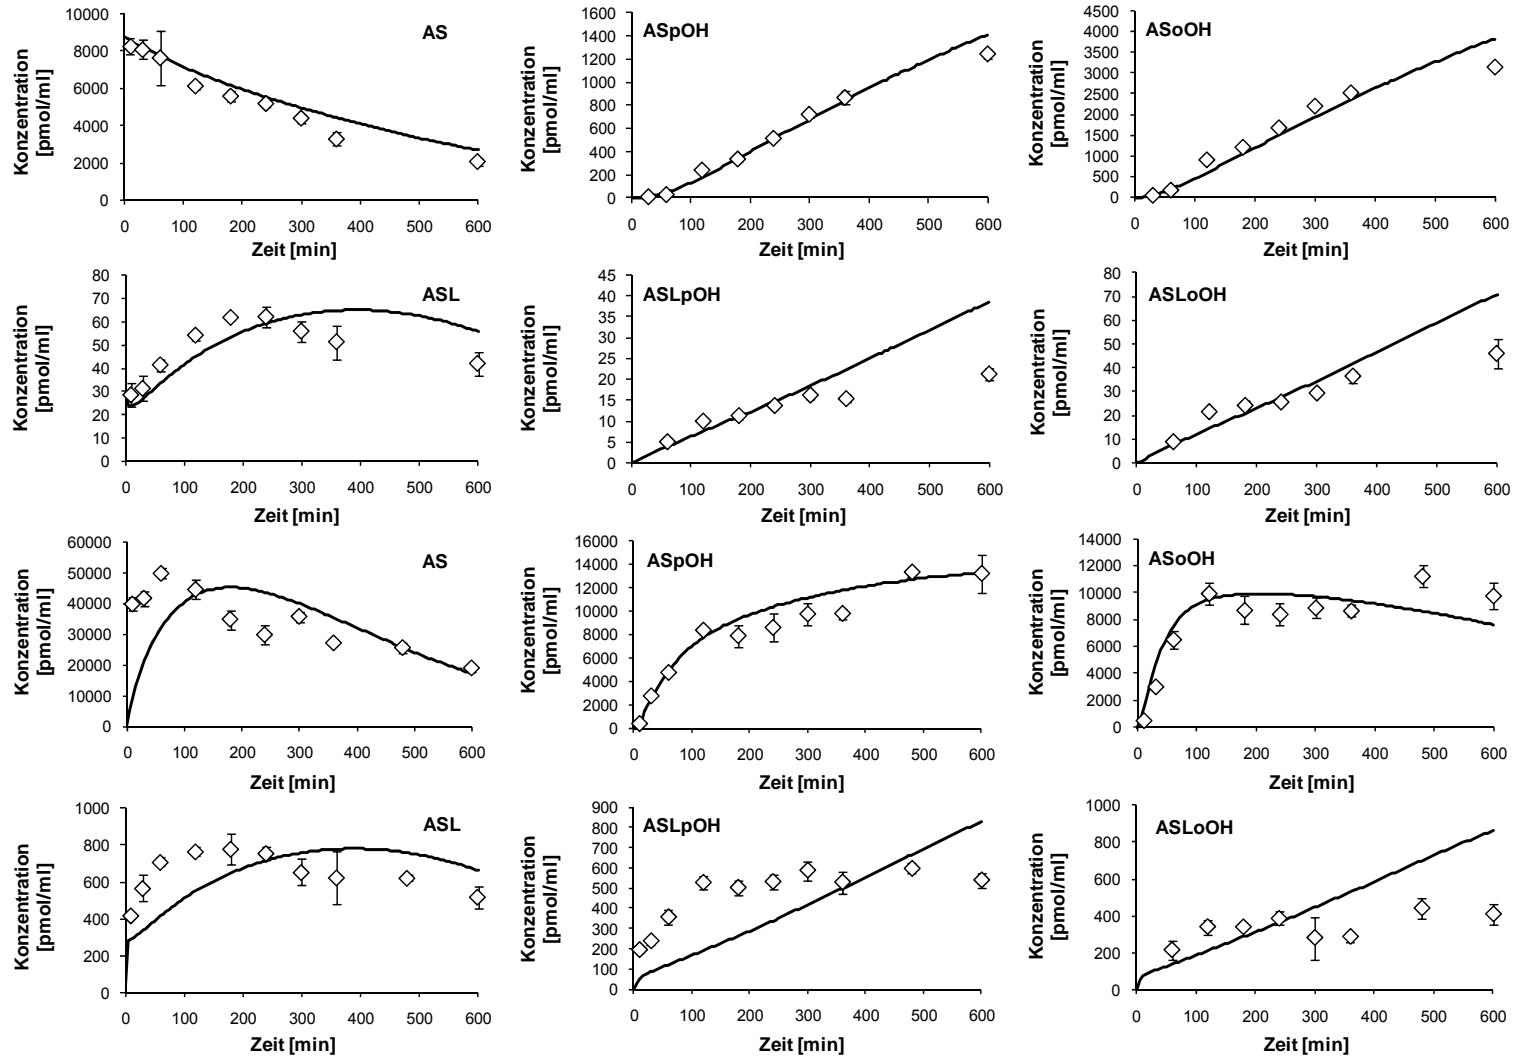 AS
Konzentration
[pmol/ml]
10000
8000
6000
4000
2000
0
0 100 200 300 400 500 600
Zeit [min]
ASpOH
Konzentration
[pmol/ml]
1600
1400
1200
1000
800
600
400
200
0
0 100 200 300 400 500 600
Zeit [min]
ASoOH
Konzentration
[pmol/ml]
4500
4000
3500
3000
2500
2000
1500
1000
500
0
0 100 200 300 400 500 600
Zeit [min]
ASL
Konzentration
[pmol/ml]
80
70
60
50
40
30
20
10
0
0 100 200 300 400 500 600
Zeit [min]
ASLpOH
Konzentration
[pmol/ml]
45
40
35
30
25
20
15
10
5
0
0 100 200 300 400 500 600
Zeit [min]
ASLoOH
Konzentration
[pmol/ml]
80
70
60
50
40
30
20
10
0
0 100 200 300 400 500 600
Zeit [min]
AS
Konzentration
[pmol/ml]
60000
50000
40000
30000
20000
10000
0
0 100 200 300 400 500 600
Zeit [min]
ASpOH
Konzentration
[pmol/ml]
16000
14000
12000
10000
8000
6000
4000
2000
0
0 100 200 300 400 500 600
Zeit [min]
ASoOH
Konzentration
[pmol/ml]
14000
12000
10000
8000
6000
4000
2000
0
0 100 200 300 400 500 600
Zeit [min]
ASL
Konzentration
[pmol/ml]
1000
800
600
400
200
0
0 100 200 300 400 500 600
Zeit [min]
ASLpOH
Konzentration
[pmol/ml]
900
800
700
600
500
400
300
200
100
0
0 100 200 300 400 500 600
Zeit [min]
ASLoOH
Konzentration
[pmol/ml]
1000
800
600
400
200
0
0 100 200 300 400 500 600
Zeit [min]